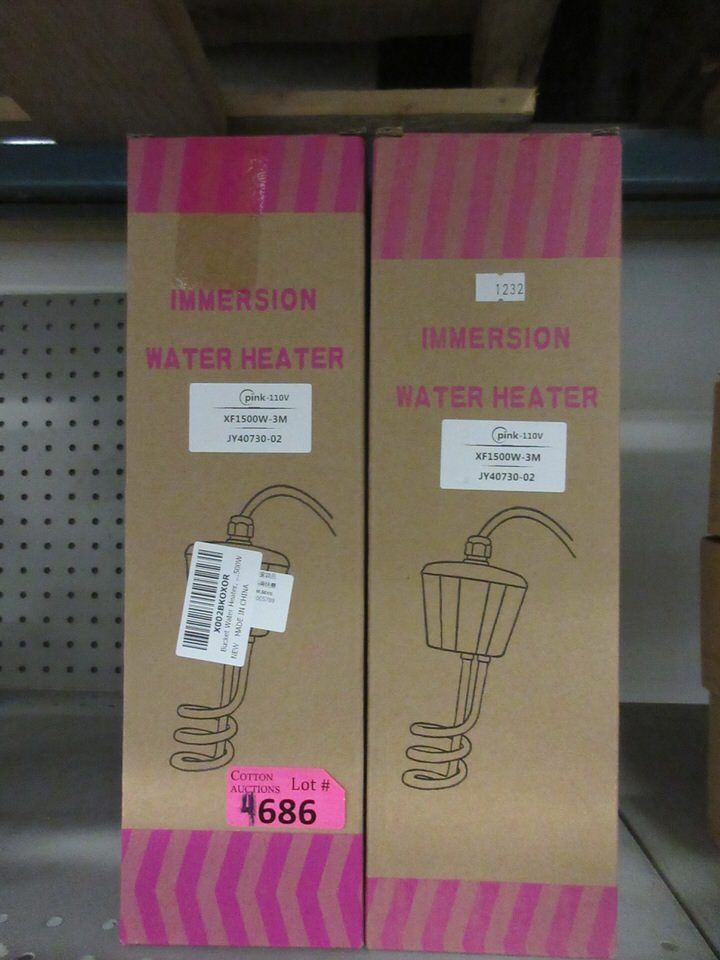 IMMERSION
WATER HEATER
pink-110V
XF1500W-3M
JY40730-02
X002BKOXOR
Bucket Water Heater,
NEW MADE IN CHINA
COTTON
AUCTIONS Lot #
4686
1232
IMMERSION
WATER HEATER
pink-110V
XF1500W-3M
JY40730-02